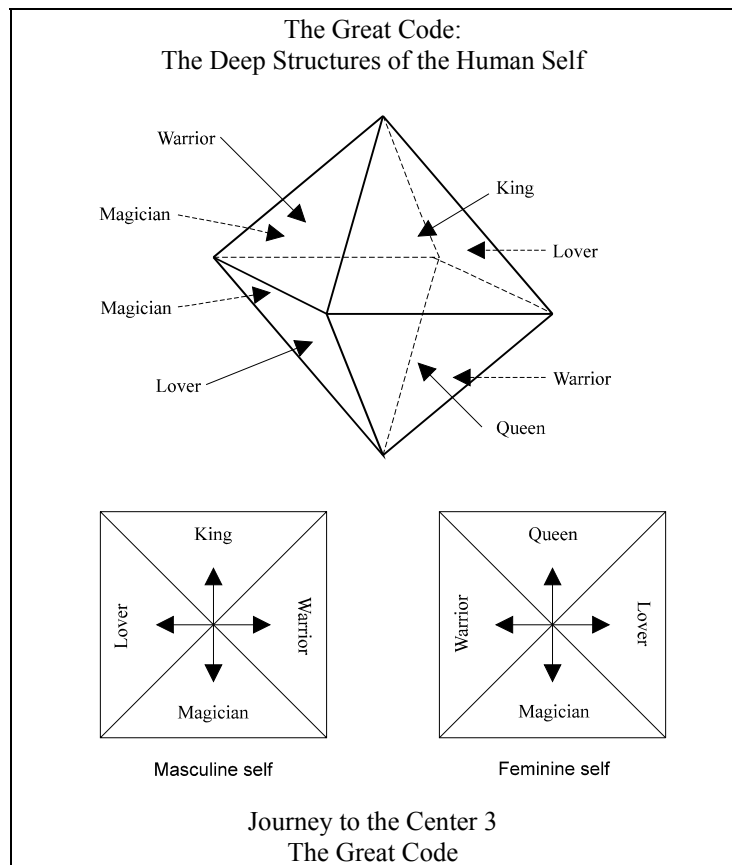 The Great Code:
The Deep Structures of the Human Self
Warrior
King
Magician
Lover
Magician
Lover
Warrior
Queen
King
Lover
Warrior
Magician
Masculine self
Queen
Warrior
Lover
Magician
Feminine self
Journey to the Center 3
The Great Code